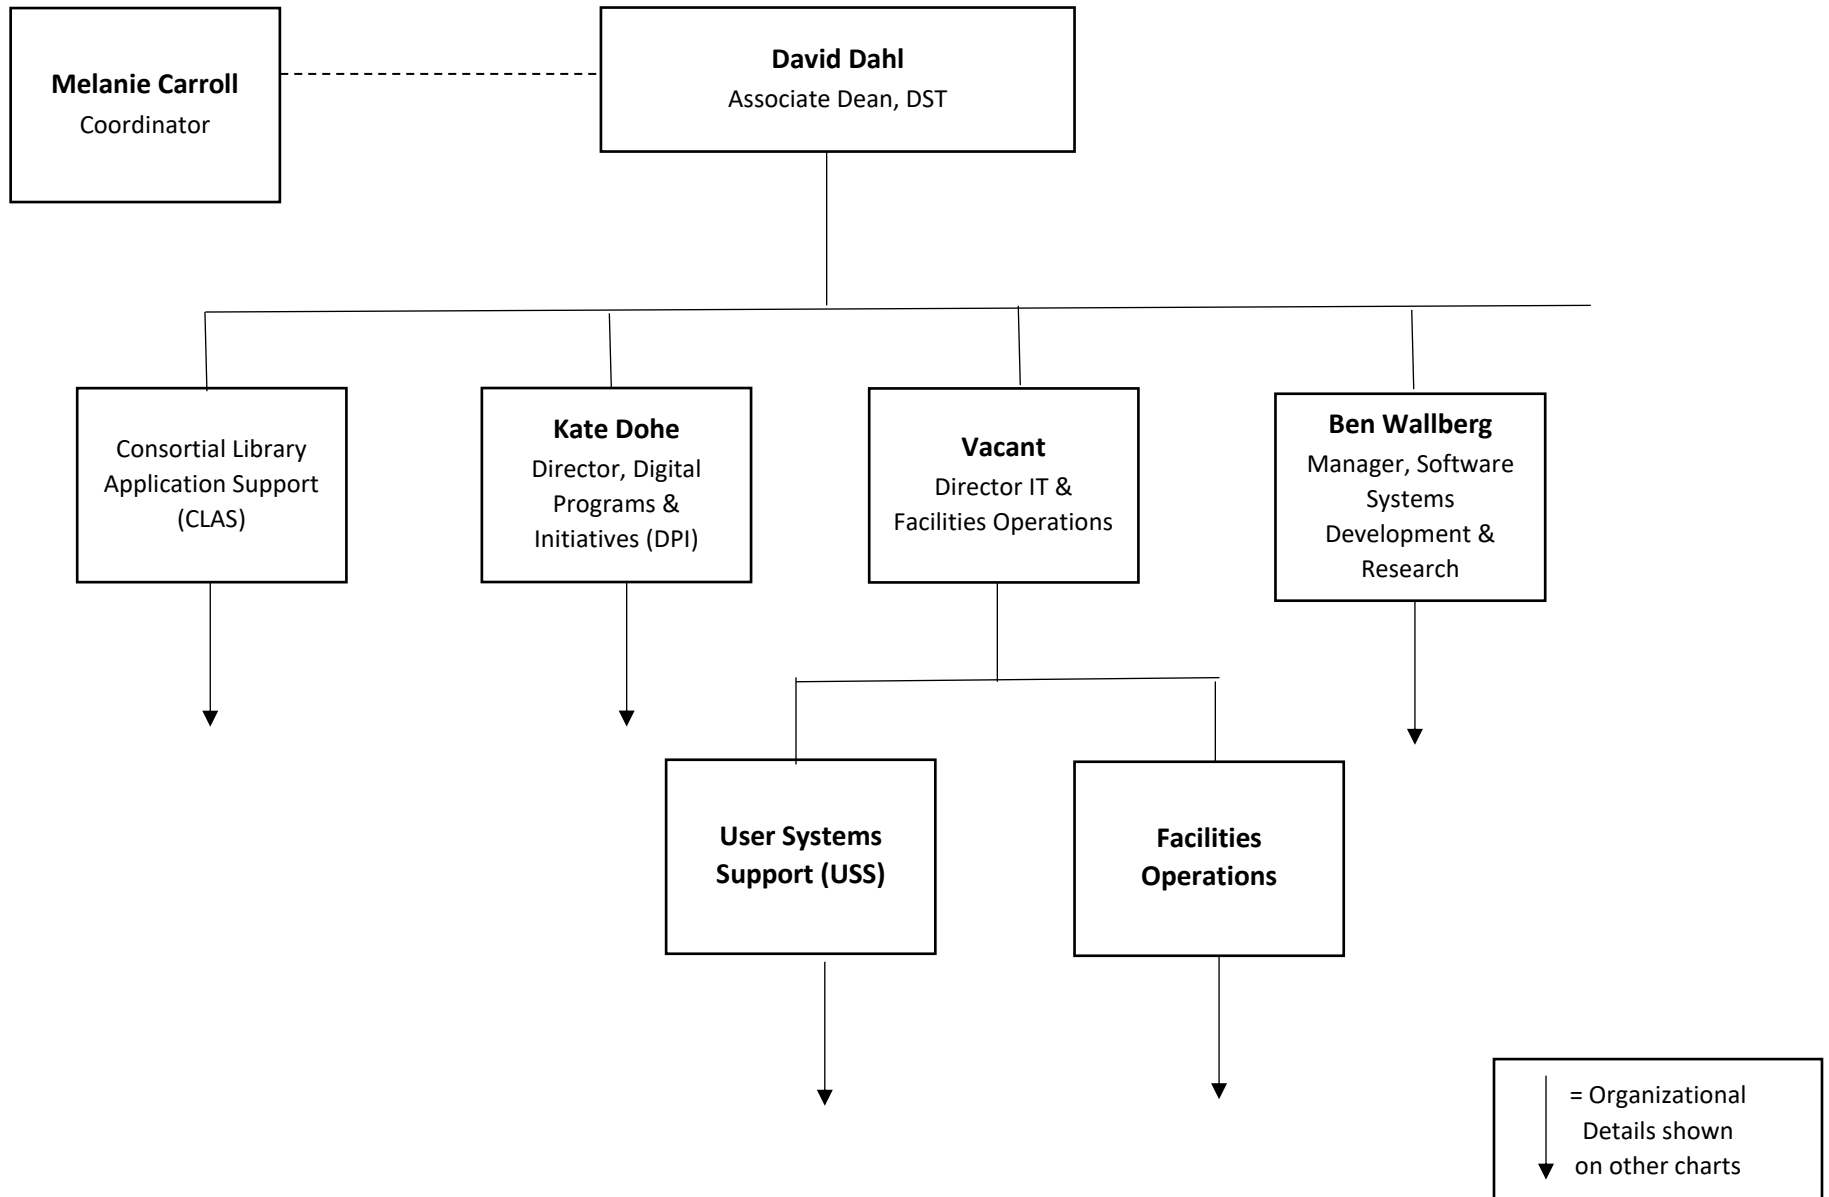 Melanie Carroll
Coordinator
David Dahl
Associate Dean, DST
Consortial Library
Application Support
(CLAS)
Kate Dohe
Director, Digital
Programs &
Initiatives (DPI)
Vacant
Director IT &
Facilities Operations
Ben Wallberg
Manager, Software
Systems
Development &
Research
User Systems
Support (USS)
Facilities
Operations
= Organizational
Details shown
on other charts